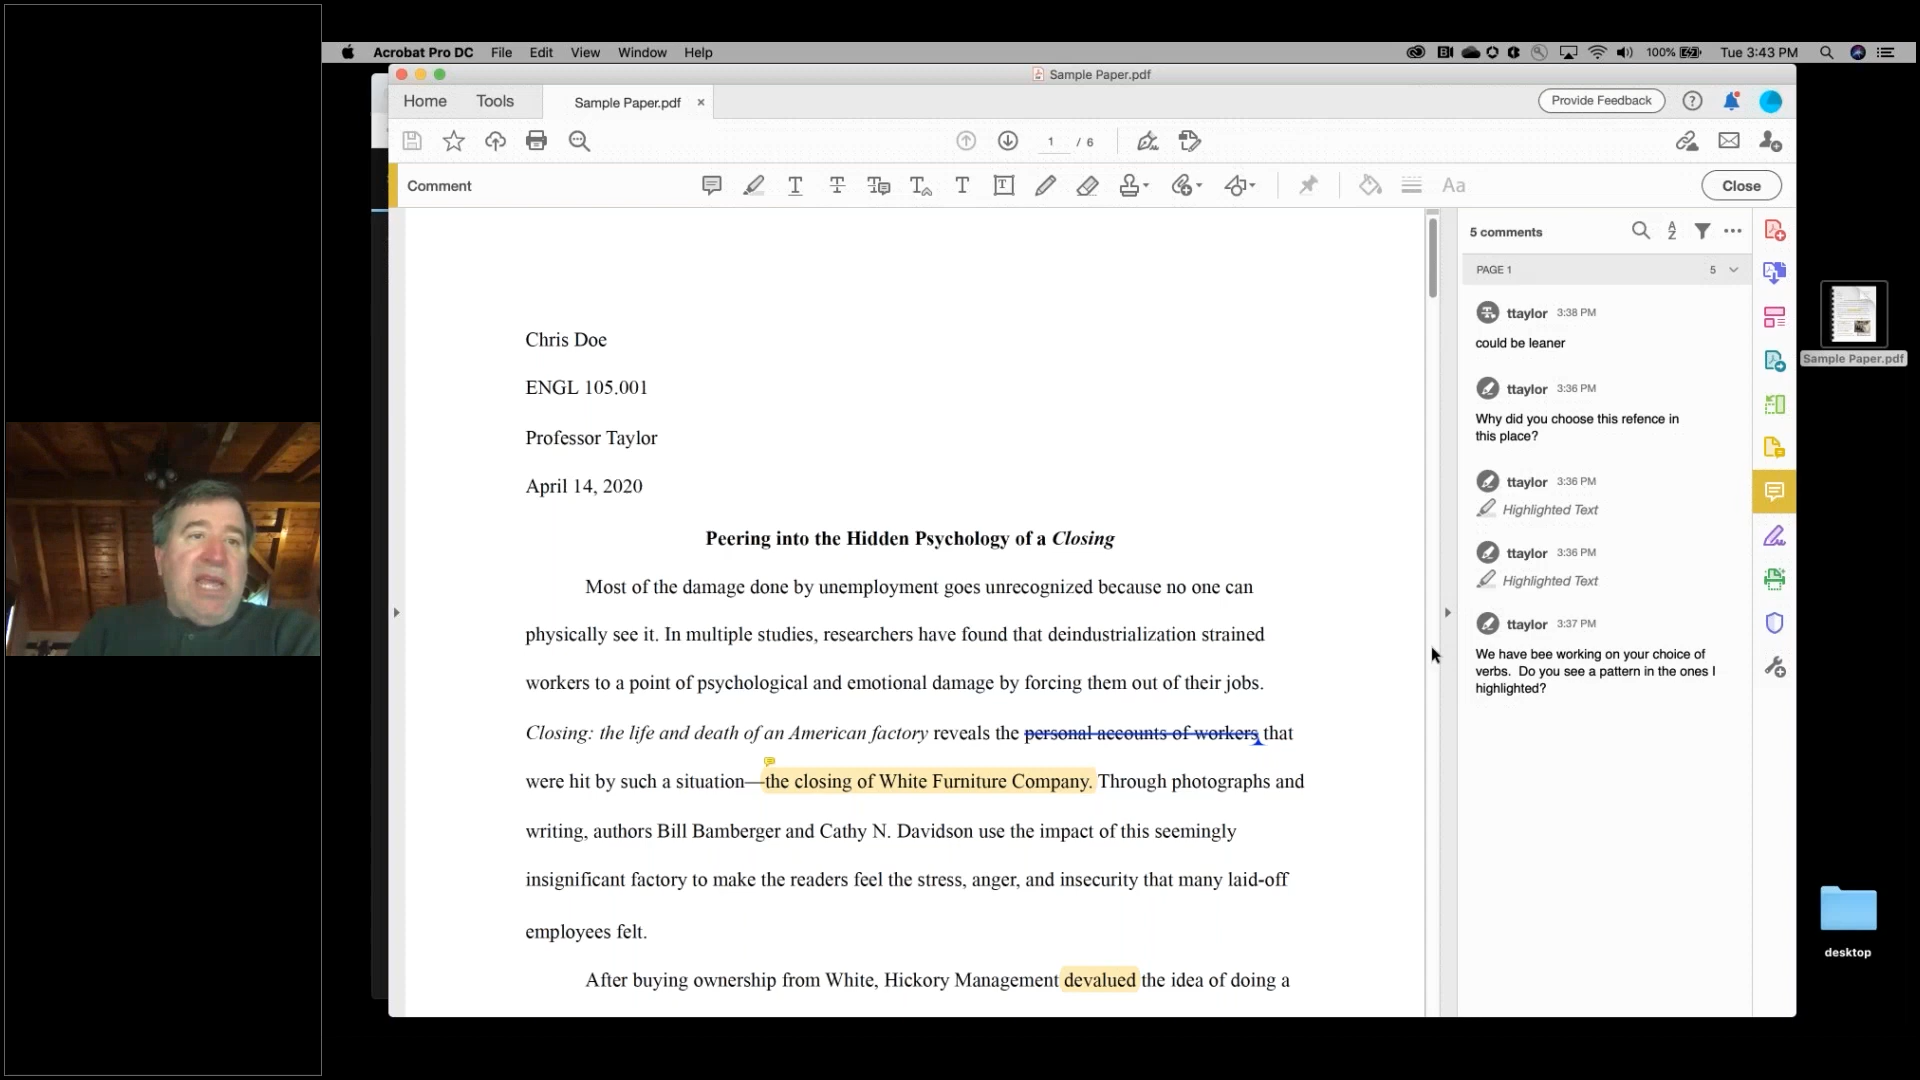 Acrobat Pro DC File Edit View Window Help 100% Tue 3:43 PM
Sample Paper.pdf
Home Tools Sample Paper.pdf × Provide Feedback
1 / 6
Comment Aa Close
5 comments
PAGE 1 5
ttaylor 3:38 PM
could be leaner
ttaylor 3:36 PM
Why did you choose this refence in
this place?
ttaylor 3:36 PM
Highlighted Text
ttaylor 3:36 PM
Highlighted Text
ttaylor 3:37 PM
We have bee working on your choice of
verbs. Do you see a pattern in the ones I
highlighted?
Chris Doe
ENGL 105.001
Professor Taylor
April 14, 2020
Peering into the Hidden Psychology of a Closing
Most of the damage done by unemployment goes unrecognized because no one can
physically see it. In multiple studies, researchers have found that deindustrialization strained
workers to a point of psychological and emotional damage by forcing them out of their jobs.
Closing: the life and death of an American factory reveals the personal accounts of workers that
were hit by such a situation—the closing of White Furniture Company. Through photographs and
writing, authors Bill Bamberger and Cathy N. Davidson use the impact of this seemingly
insignificant factory to make the readers feel the stress, anger, and insecurity that many laid-off
employees felt.
After buying ownership from White, Hickory Management devalued the idea of doing a
Sample Paper.pdf
desktop